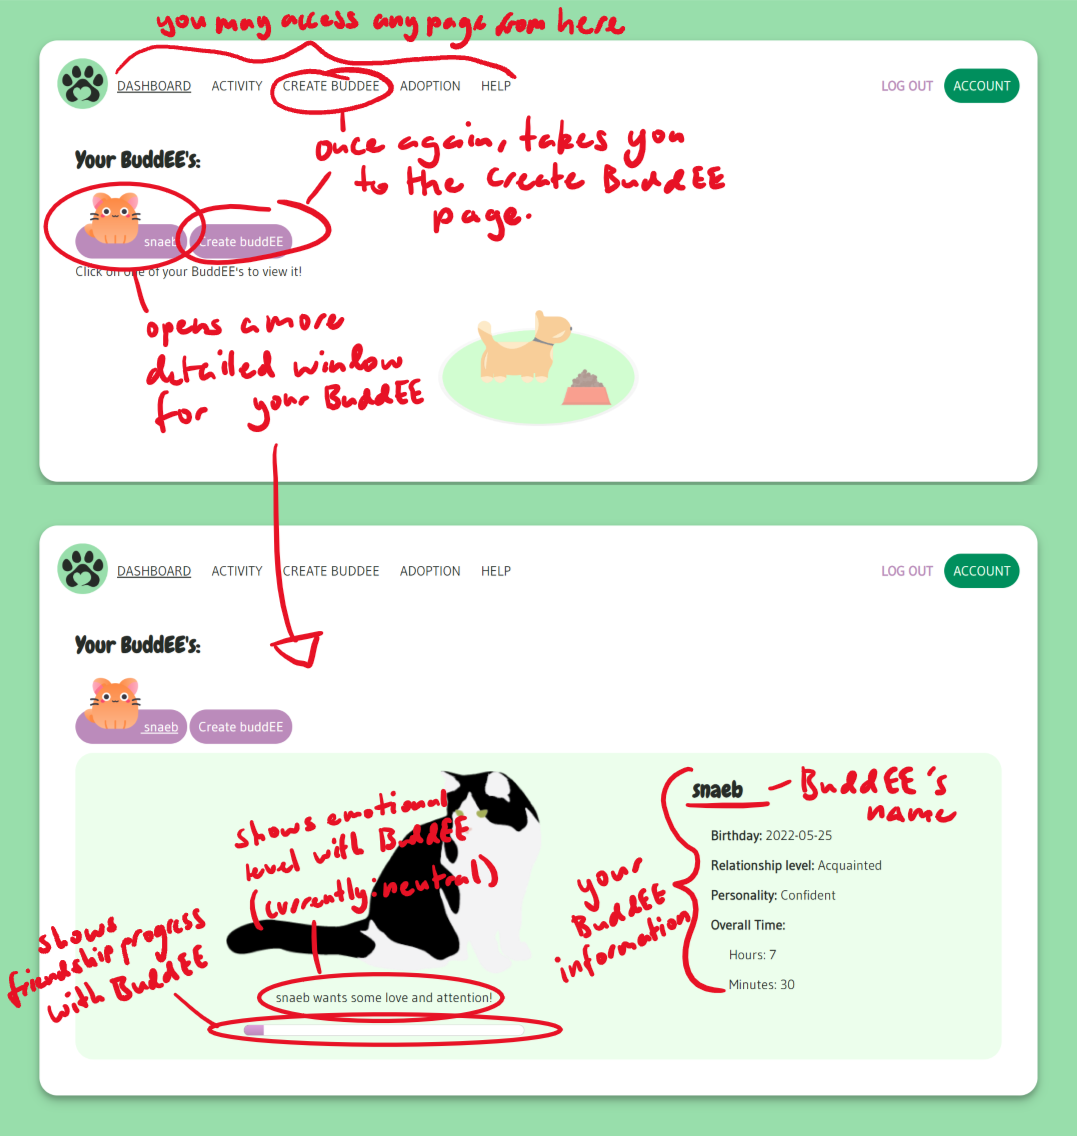 you may access any page from here
DASHBOARD ACTIVITY CREATE BUDDEE ADOPTION HELP LOG OUT ACCOUNT
once again, takes you
to the Create BuddEE
page.
Your BuddEE's:
snaeb Create buddEE
Click on one of your BuddEE's to view it!
opens a more
detailed window
for your BuddEE
DASHBOARD ACTIVITY CREATE BUDDEE ADOPTION HELP LOG OUT ACCOUNT
Your BuddEE's:
snaeb Create buddEE
shows emotional
level with BuddEE
(currently: neutral)
shows
friendship progress
with BuddEE
snaeb wants some love and attention!
your
BuddEE
information
snaeb - BuddEE's
name
Birthday: 2022-05-25
Relationship level: Acquainted
Personality: Confident
Overall Time:
Hours: 7
Minutes: 30